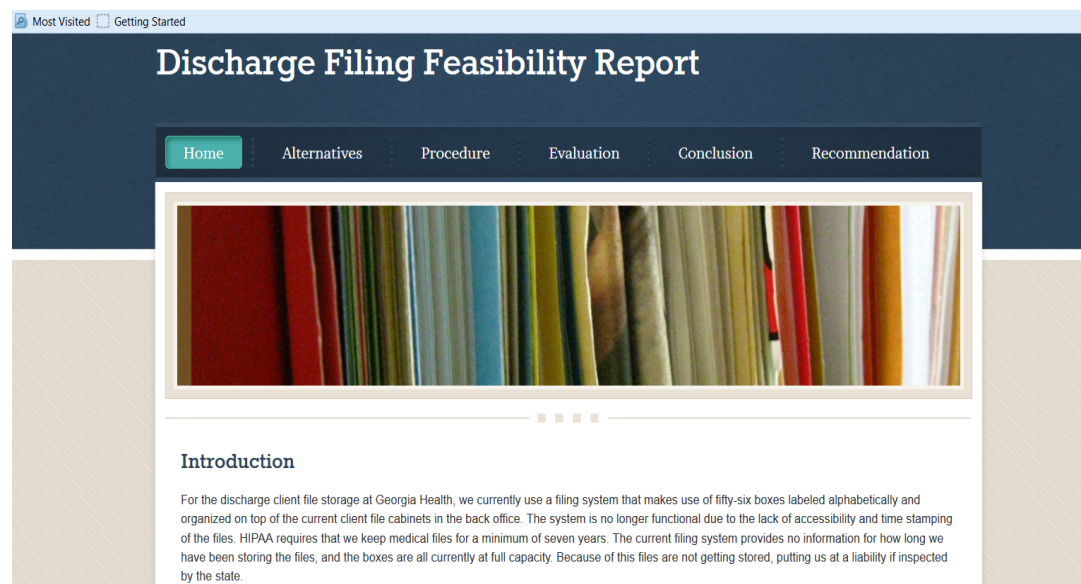 Most Visited Getting Started
Discharge Filing Feasibility Report
Home Alternatives Procedure Evaluation Conclusion Recommendation
Introduction
For the discharge client file storage at Georgia Health, we currently use a filing system that makes use of fifty-six boxes labeled alphabetically and
organized on top of the current client file cabinets in the back office. The system is no longer functional due to the lack of accessibility and time stamping
of the files. HIPAA requires that we keep medical files for a minimum of seven years. The current filing system provides no information for how long we
have been storing the files, and the boxes are all currently at full capacity. Because of this files are not getting stored, putting us at a liability if inspected
by the state.